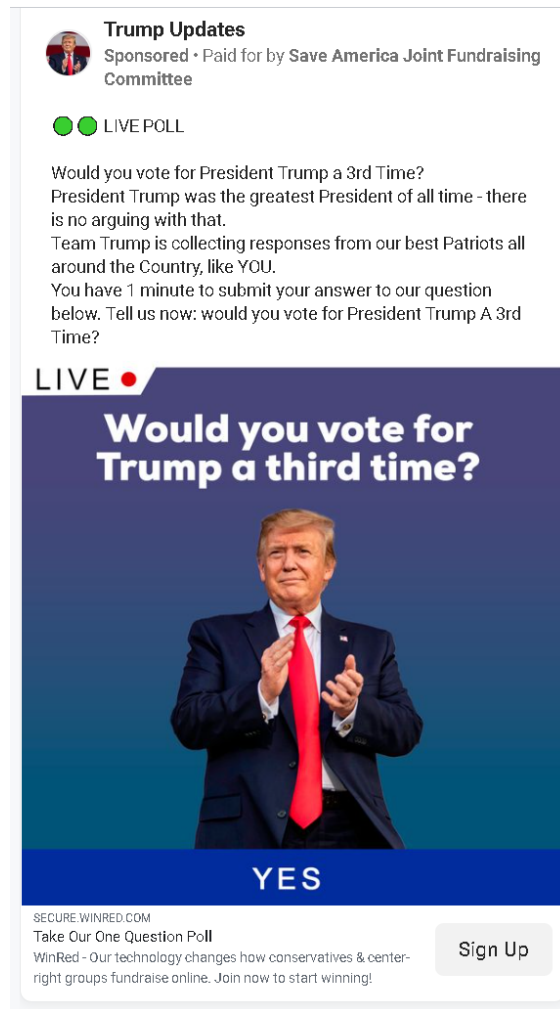 Trump Updates
Sponsored • Paid for by Save America Joint Fundraising
Committee
LIVE POLL
Would you vote for President Trump a 3rd Time?
President Trump was the greatest President of all time - there
is no arguing with that.
Team Trump is collecting responses from our best Patriots all
around the Country, like YOU.
You have 1 minute to submit your answer to our question
below. Tell us now: would you vote for President Trump A 3rd
Time?
LIVE
Would you vote for
Trump a third time?
YES
SECURE.WINRED.COM
Take Our One Question Poll
WinRed - Our technology changes how conservatives & center-
right groups fundraise online. Join now to start winning!
Sign Up